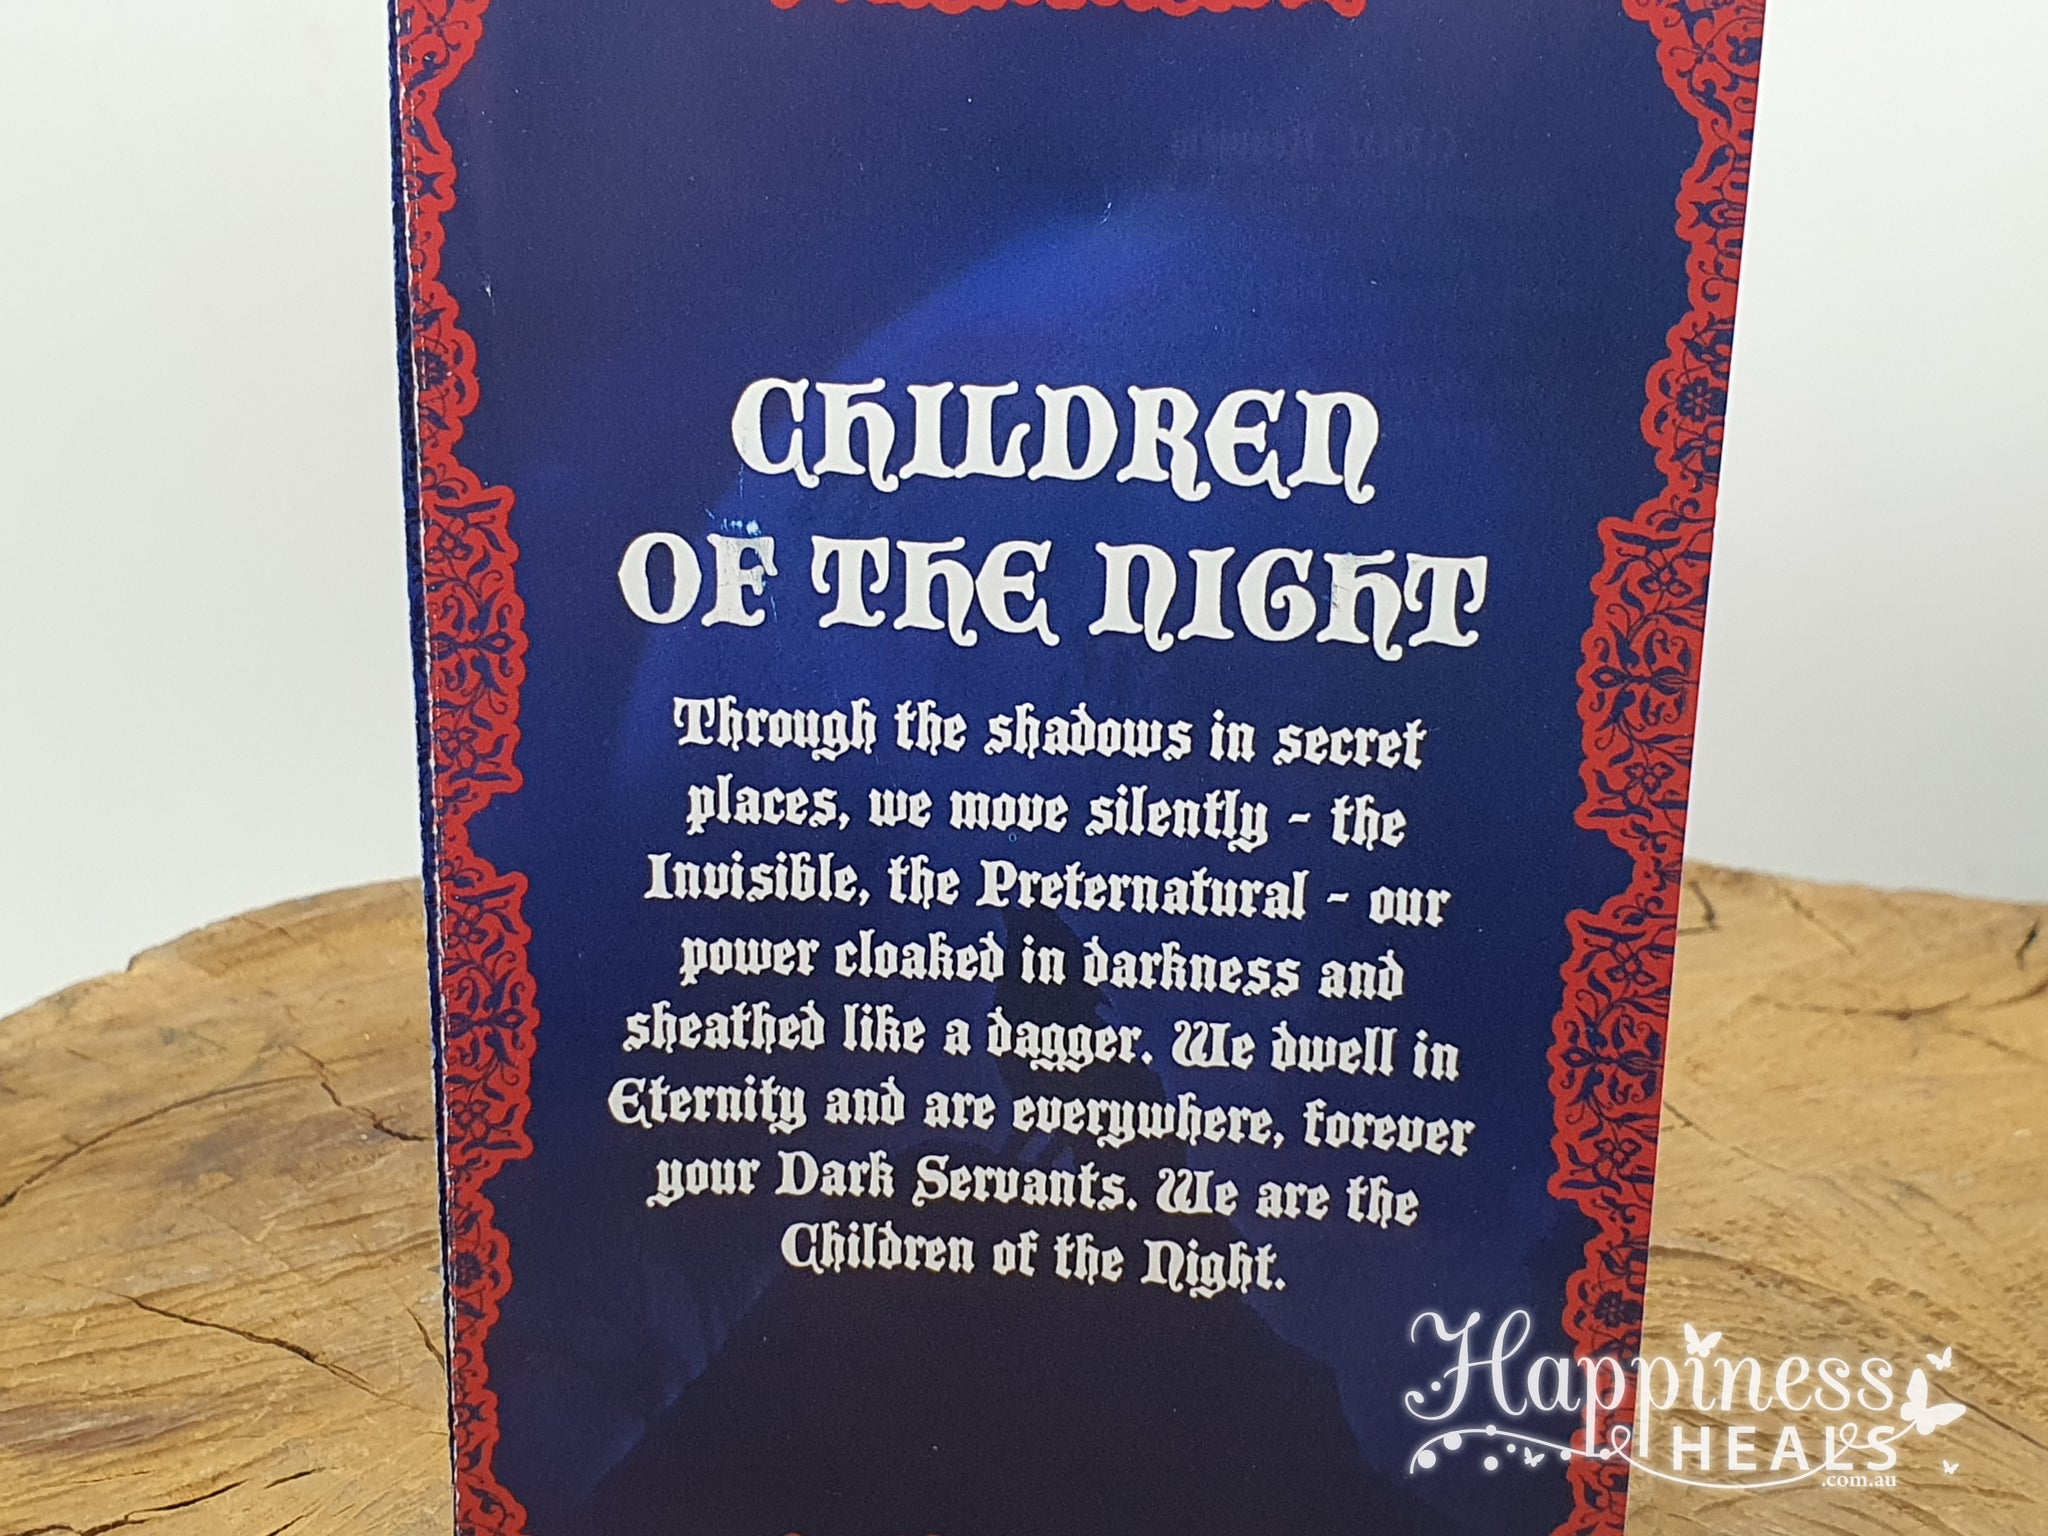 CHILDREN
OF THE NIGHT
Through the shadows in secret
places, we move silently - the
Invisible, the Preternatural - our
power cloaked in darkness and
sheathed like a dagger. We dwell in
Eternity and are everywhere, forever
your Dark Servants. We are the
Children of the Night.
Happiness
HEALS
.com.au